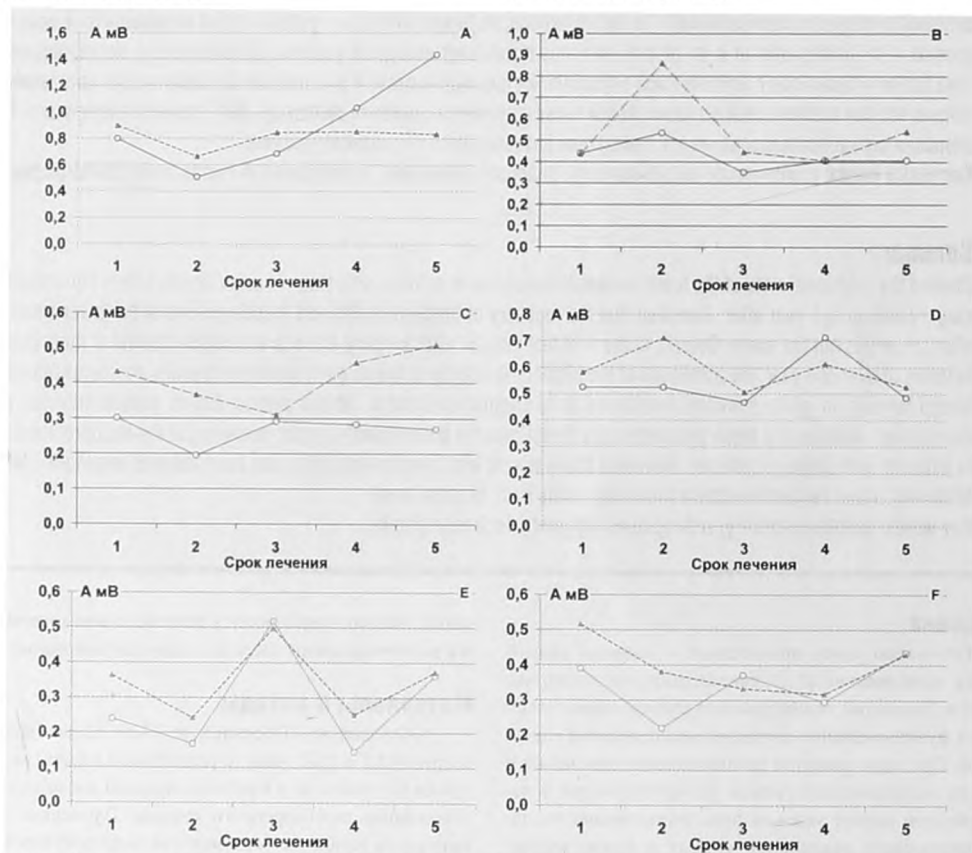 А мВ A
1,6
1,4
1,2
1,0
0,8
0,6
0,4
0,2
0,0
1 2 3 4 5
Срок лечения
А мВ B
1,0
0,9
0,8
0,7
0,6
0,5
0,4
0,3
0,2
0,1
0,0
1 2 3 4 5
Срок лечения
А мВ C
0,6
0,5
0,4
0,3
0,2
0,1
0,0
1 2 3 4 5
Срок лечения
А мВ D
0,8
0,7
0,6
0,5
0,4
0,3
0,2
0,1
0,0
1 2 3 4 5
Срок лечения
А мВ E
0,6
0,5
0,4
0,3
0,2
0,1
0,0
1 2 3 4 5
Срок лечения
А мВ F
0,6
0,5
0,4
0,3
0,2
0,1
0,0
1 2 3 4 5
Срок лечения